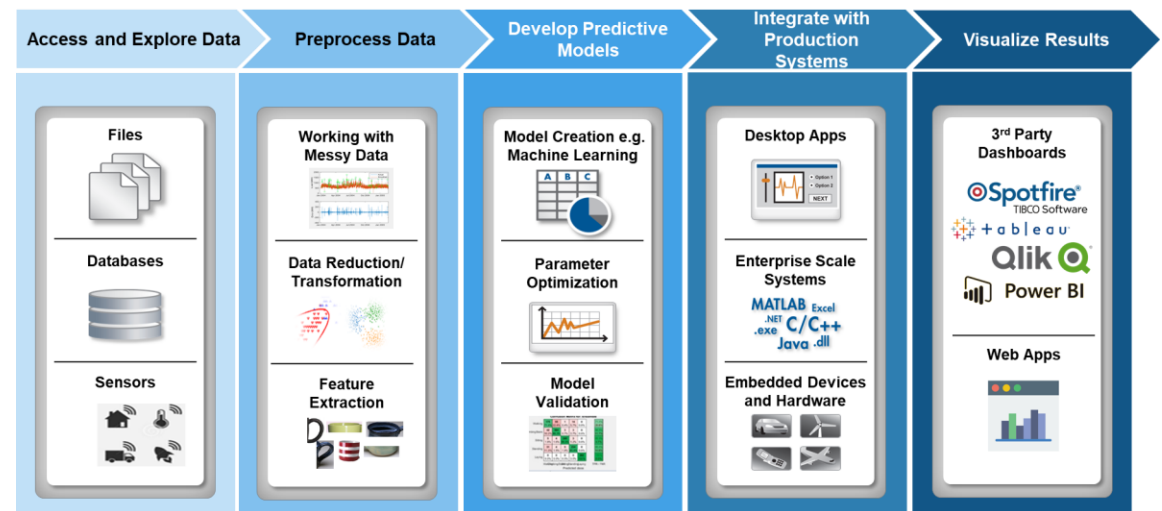 Access and Explore Data
Preprocess Data
Develop Predictive
Models
Integrate with
Production
Systems
Visualize Results
Files
Databases
Sensors
Working with
Messy Data
Data Reduction/
Transformation
Feature
Extraction
Model Creation e.g.
Machine Learning
A B C
Parameter
Optimization
Model
Validation
Desktop Apps
Option 1
Option 2
NEXT
Enterprise Scale
Systems
MATLAB Excel
.NET C/C++
.exe
Java .dll
Embedded Devices
and Hardware
3rd Party
Dashboards
Spotfire®
TIBCO Software
+ableau
Qlik
Power BI
Web Apps